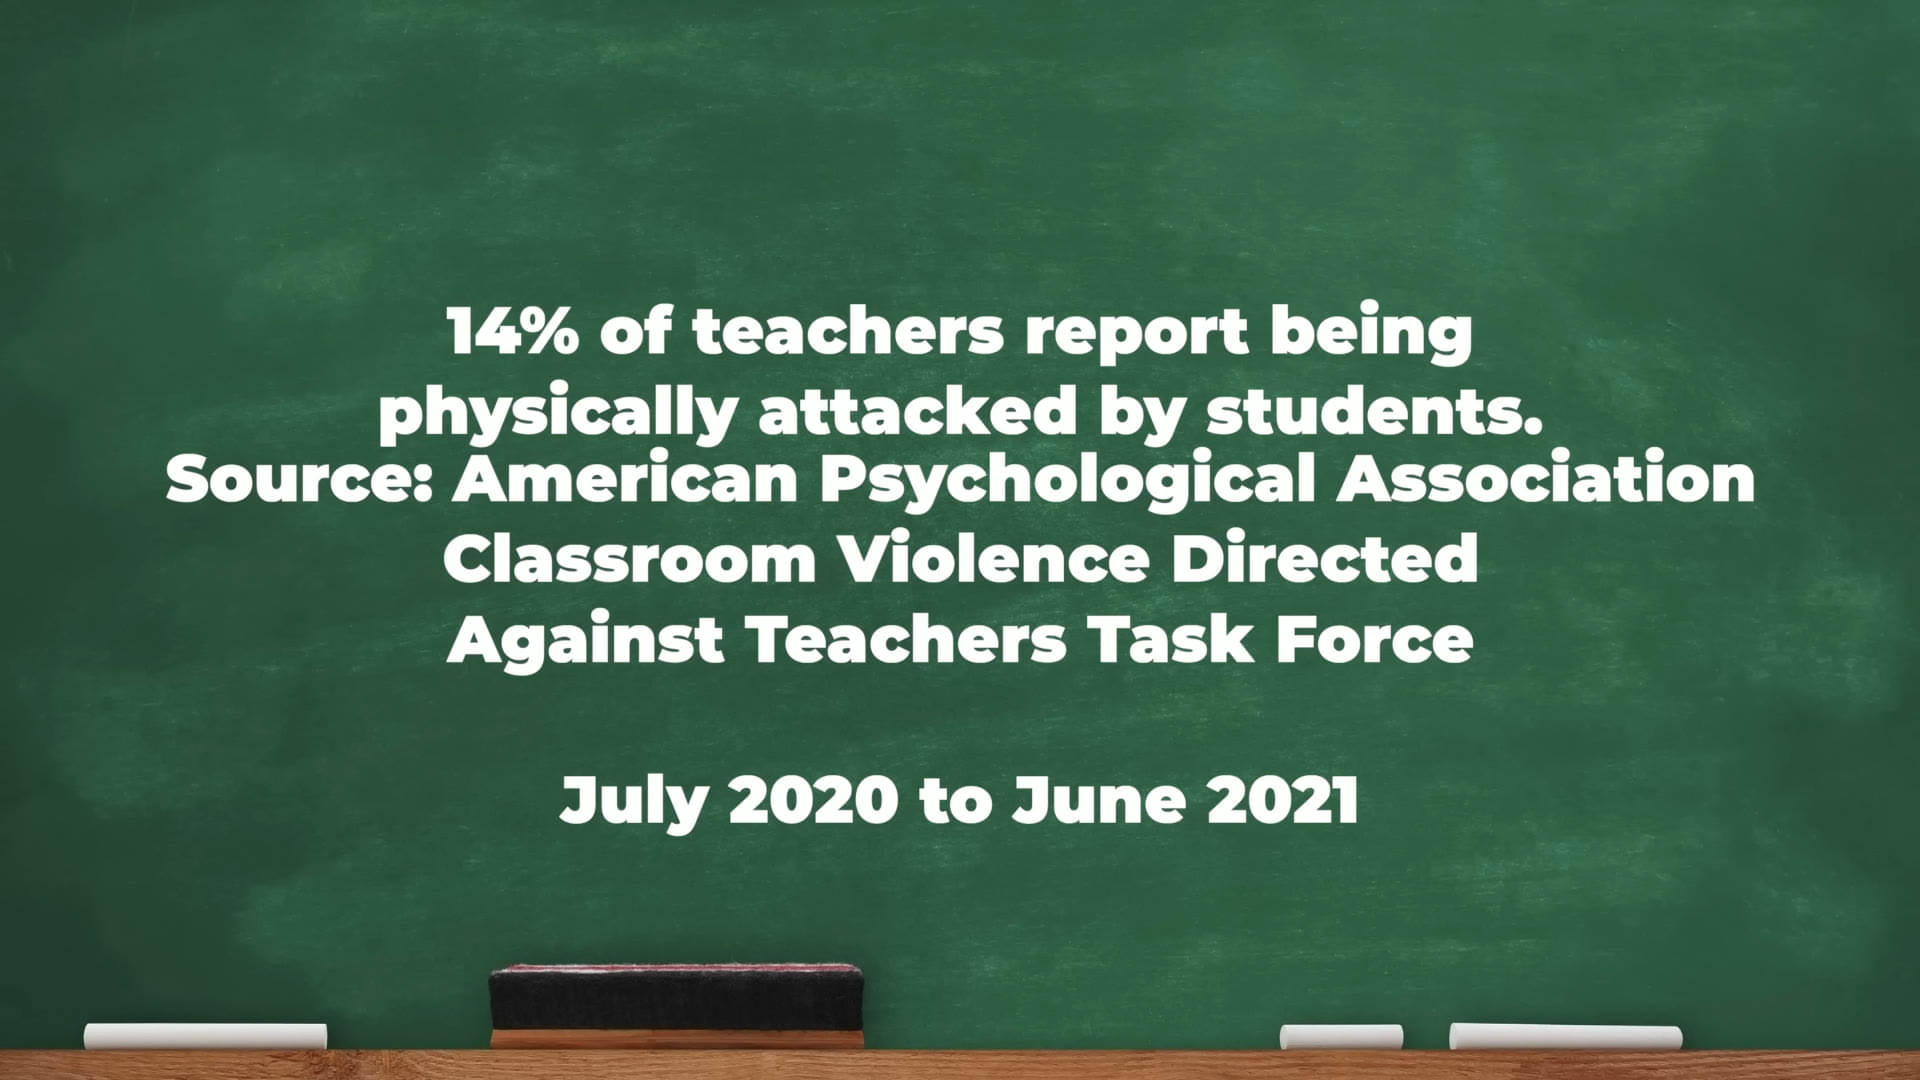 14% of teachers report being
physically attacked by students.
Source: American Psychological Association
Classroom Violence Directed
Against Teachers Task Force
July 2020 to June 2021